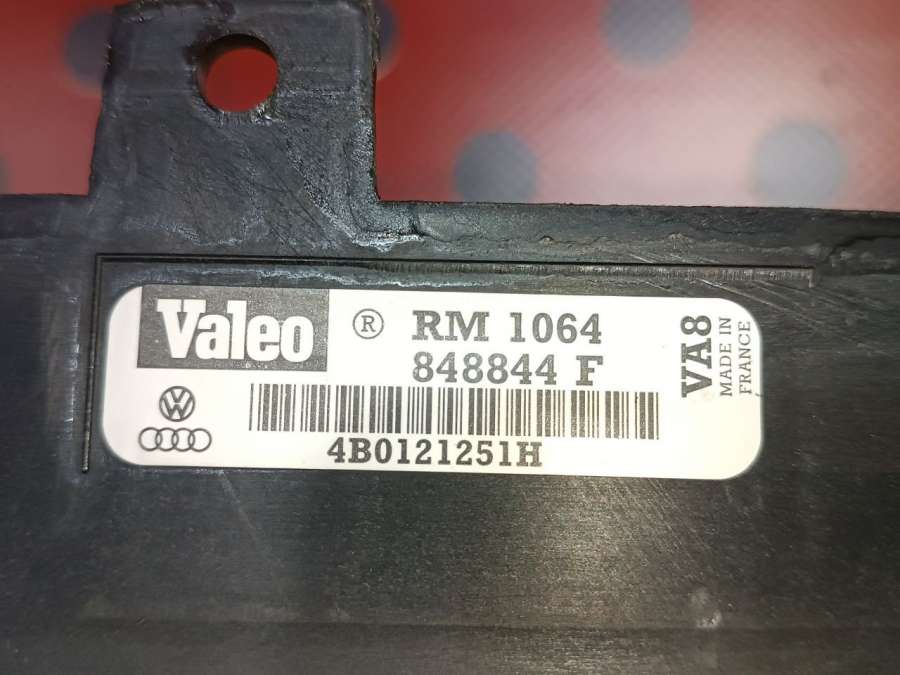 Valeo ® RM 1064
848844 F
4B0121251H
VA8
MADE IN
FRANCE